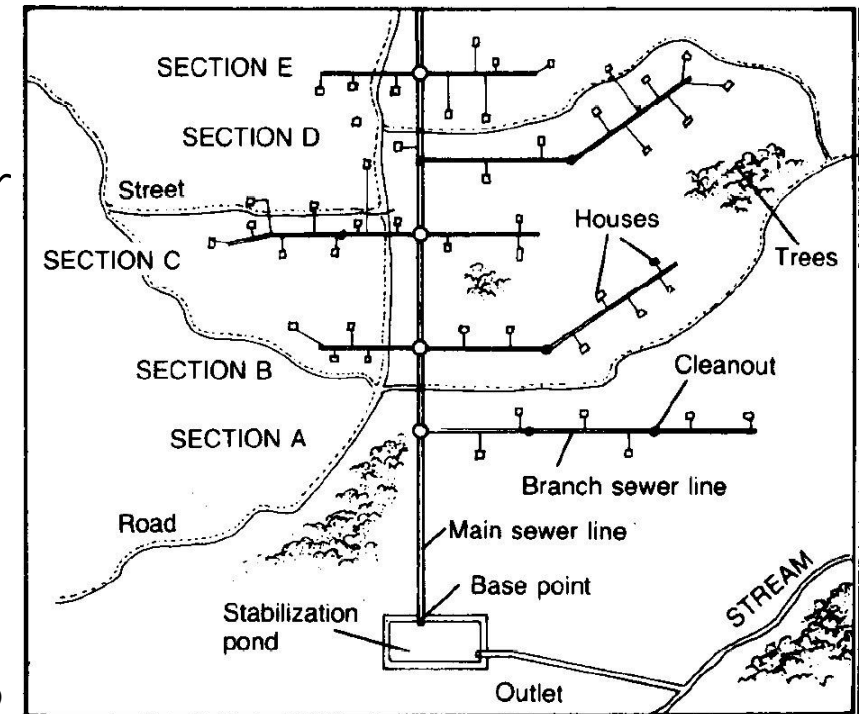 SECTION E
SECTION D
Street
Houses
Trees
SECTION C
SECTION B
Cleanout
SECTION A
Branch sewer line
Road
Main sewer line
Base point
Stabilization
pond
STREAM
Outlet